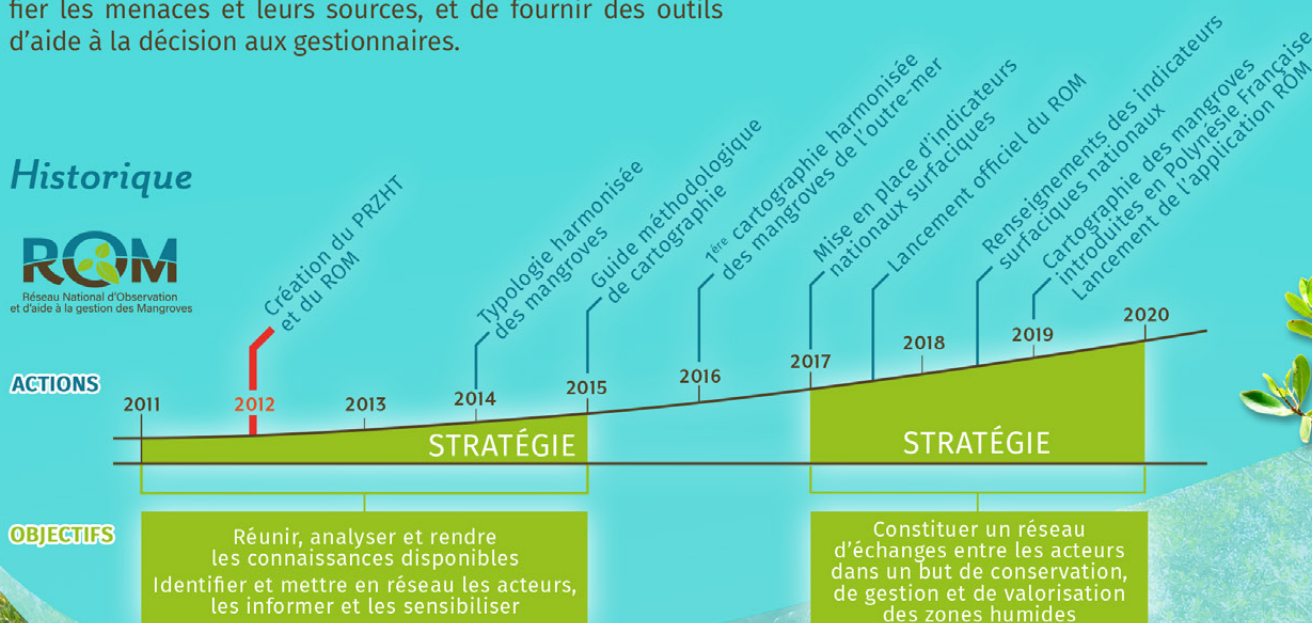 fier les menaces et leurs sources, et de fournir des outils
d'aide à la décision aux gestionnaires.
Historique
ROM
Réseau National d'Observation
et d'aide à la gestion des Mangroves
Création du PRZHT
et du ROM
Typologie harmonisée
des mangroves
Guide méthodologique
de cartographie
1ère cartographie harmonisée
des mangroves de l'outre-mer
Mise en place d'indicateurs
nationaux surfaciques
Lancement officiel du ROM
Renseignements des indicateurs
surfaciques nationaux
Cartographie des mangroves
introduites en Polynésie Française
Lancement de l'application ROM
ACTIONS
2011
2012
2013
2014
2015
2016
2017
2018
2019
2020
STRATÉGIE
STRATÉGIE
OBJECTIFS
Réunir, analyser et rendre
les connaissances disponibles
Identifier et mettre en réseau les acteurs,
les informer et les sensibiliser
Constituer un réseau
d'échanges entre les acteurs
dans un but de conservation,
de gestion et de valorisation
des zones humides